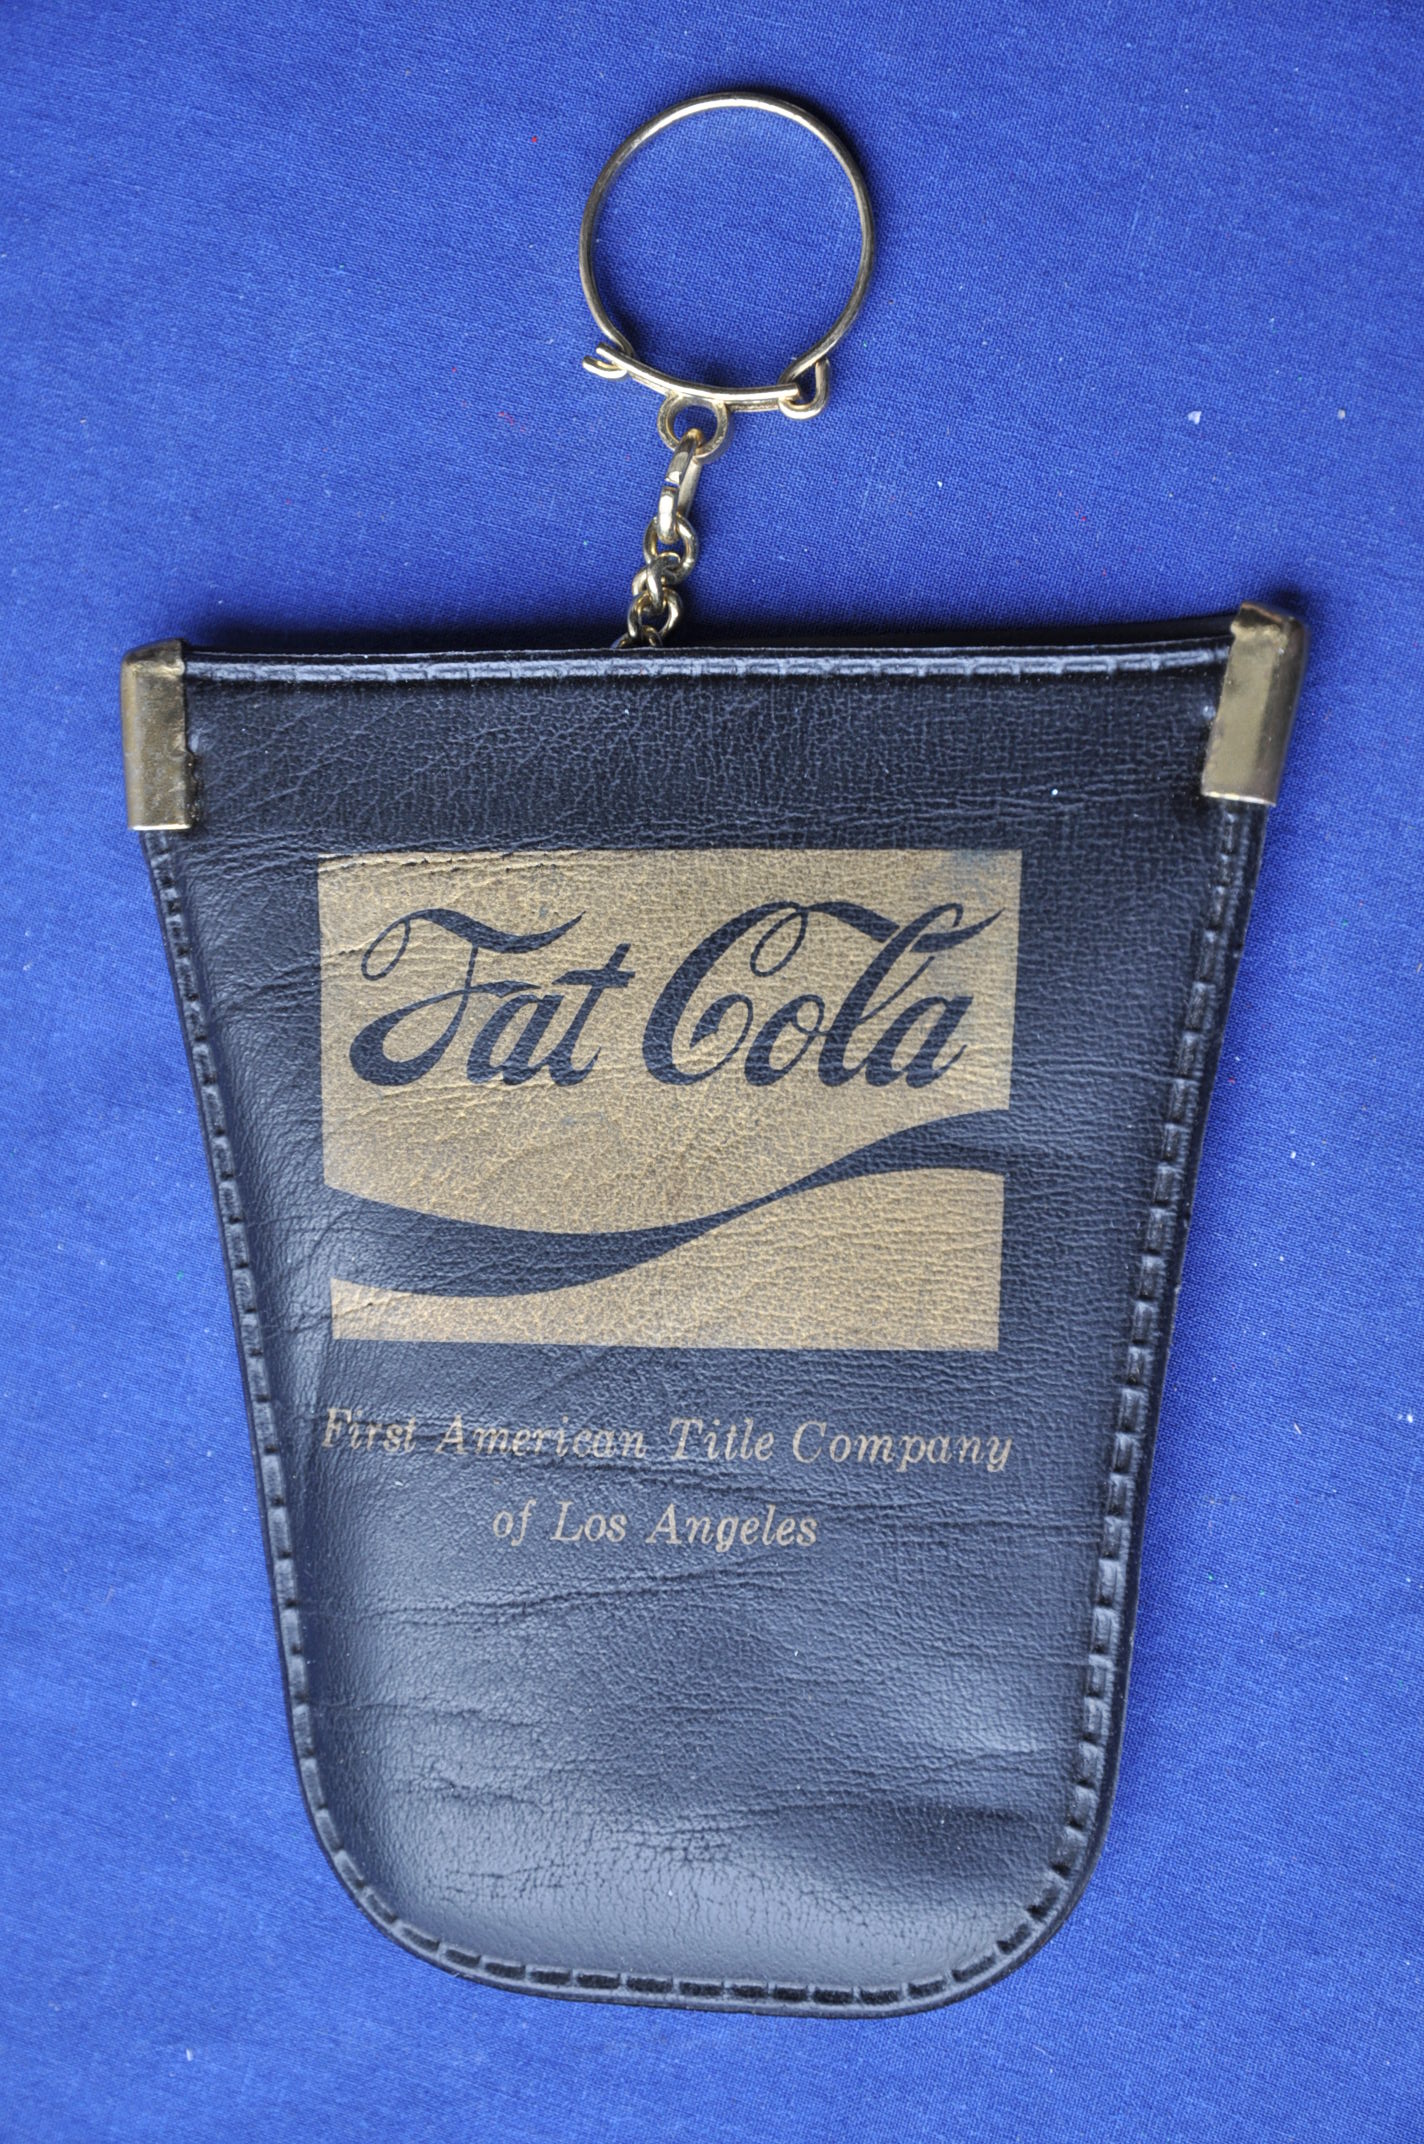 Fat Cola
First American Title Company
of Los Angeles